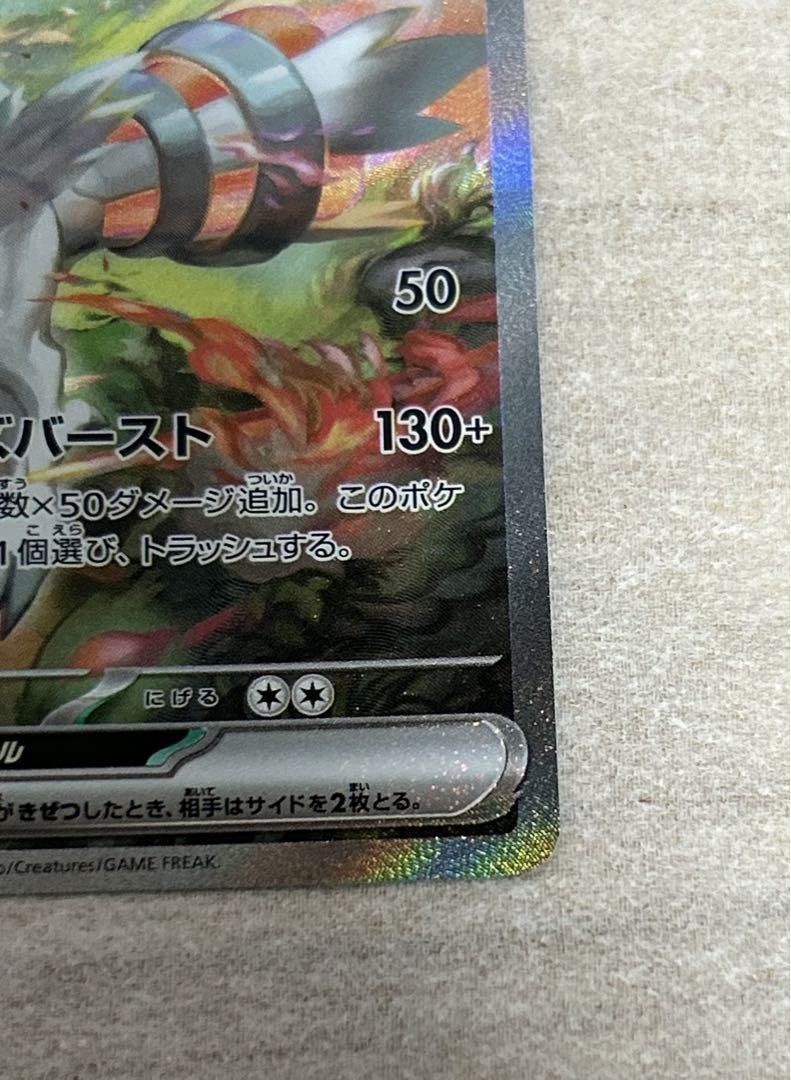 50
ズバースト 130+
数×50ダメージ追加。このポケ
1個選び、トラッシュする。
にげる
ル
がきぜつしたとき、相手はサイドを2枚とる。
o/Creatures/GAME FREAK.